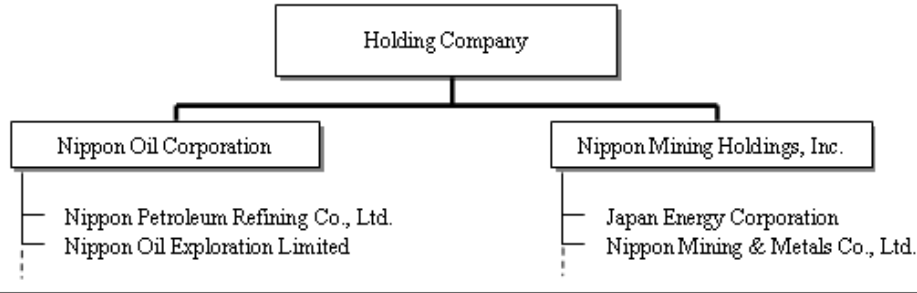 Holding Company
Nippon Oil Corporation
Nippon Mining Holdings, Inc.
Nippon Petroleum Refining Co., Ltd.
Nippon Oil Exploration Limited
Japan Energy Corporation
Nippon Mining & Metals Co., Ltd.